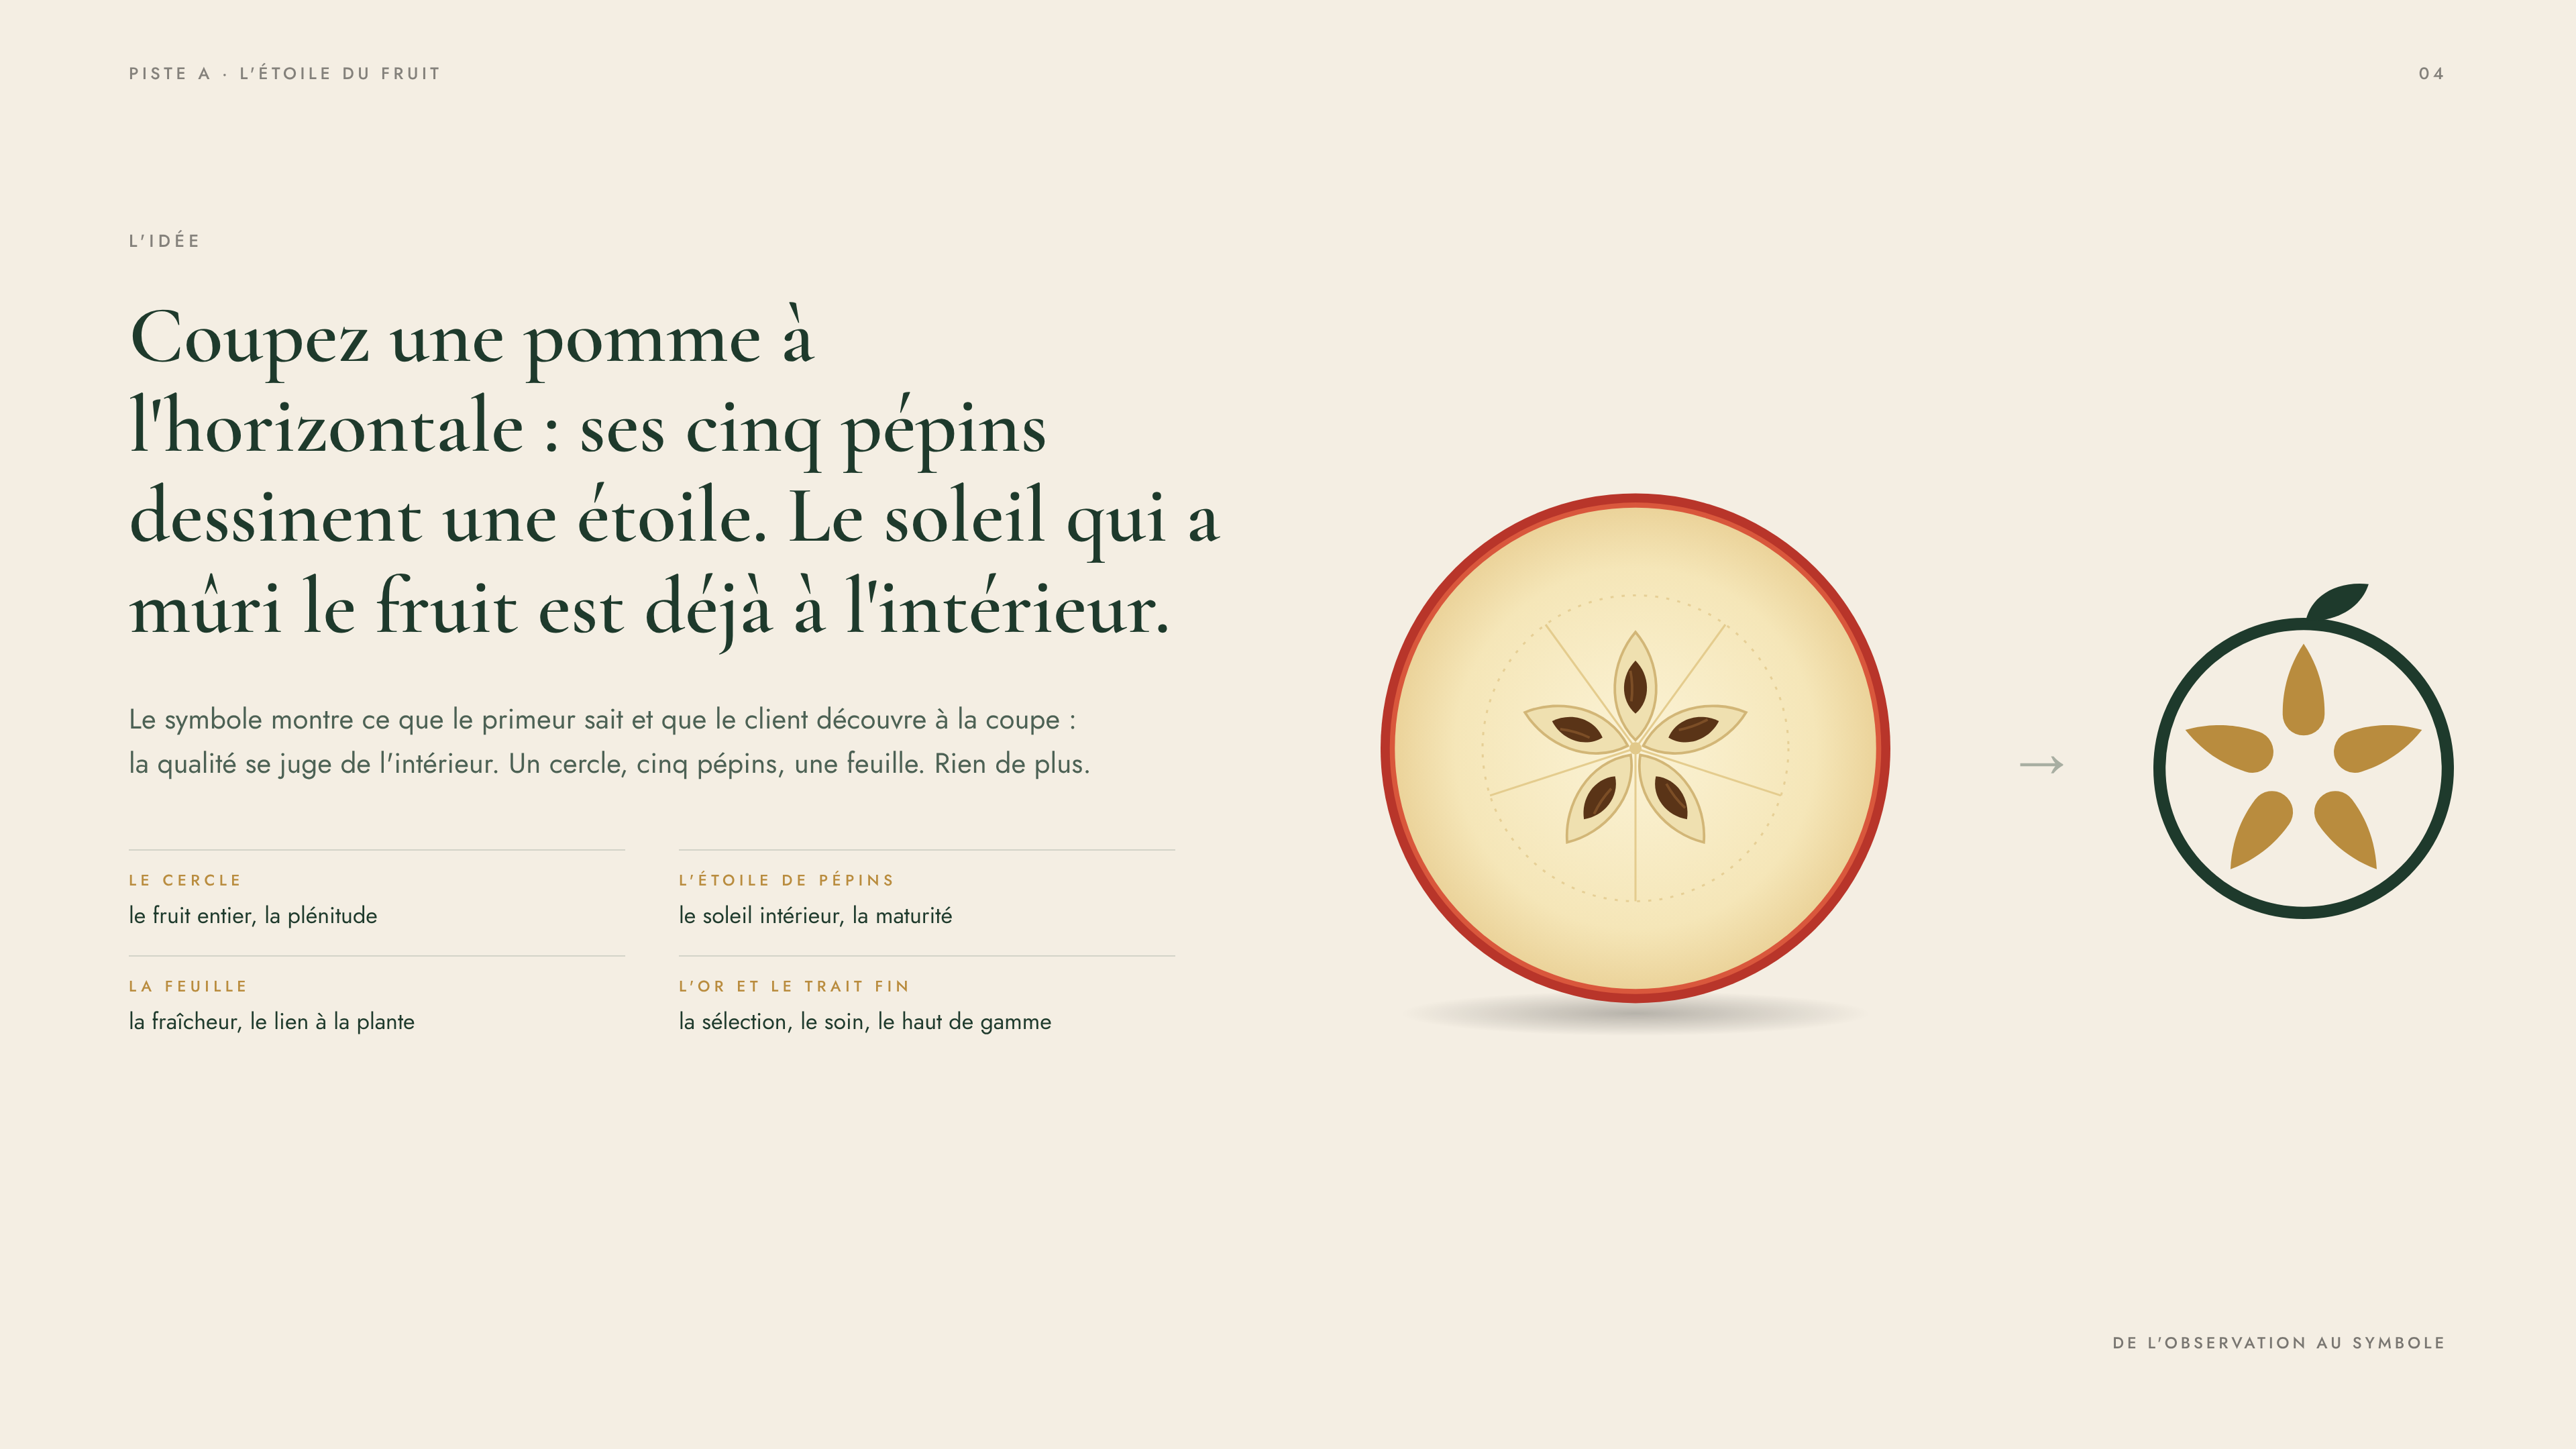 PISTE A · L'ÉTOILE DU FRUIT
04
L'IDÉE
Coupez une pomme à
l'horizontale : ses cinq pépins
dessinent une étoile. Le soleil qui a
mûri le fruit est déjà à l'intérieur.
Le symbole montre ce que le primeur sait et que le client découvre à la coupe :
la qualité se juge de l'intérieur. Un cercle, cinq pépins, une feuille. Rien de plus.
LE CERCLE
le fruit entier, la plénitude
L'ÉTOILE DE PÉPINS
le soleil intérieur, la maturité
LA FEUILLE
la fraîcheur, le lien à la plante
L'OR ET LE TRAIT FIN
la sélection, le soin, le haut de gamme
→
DE L'OBSERVATION AU SYMBOLE